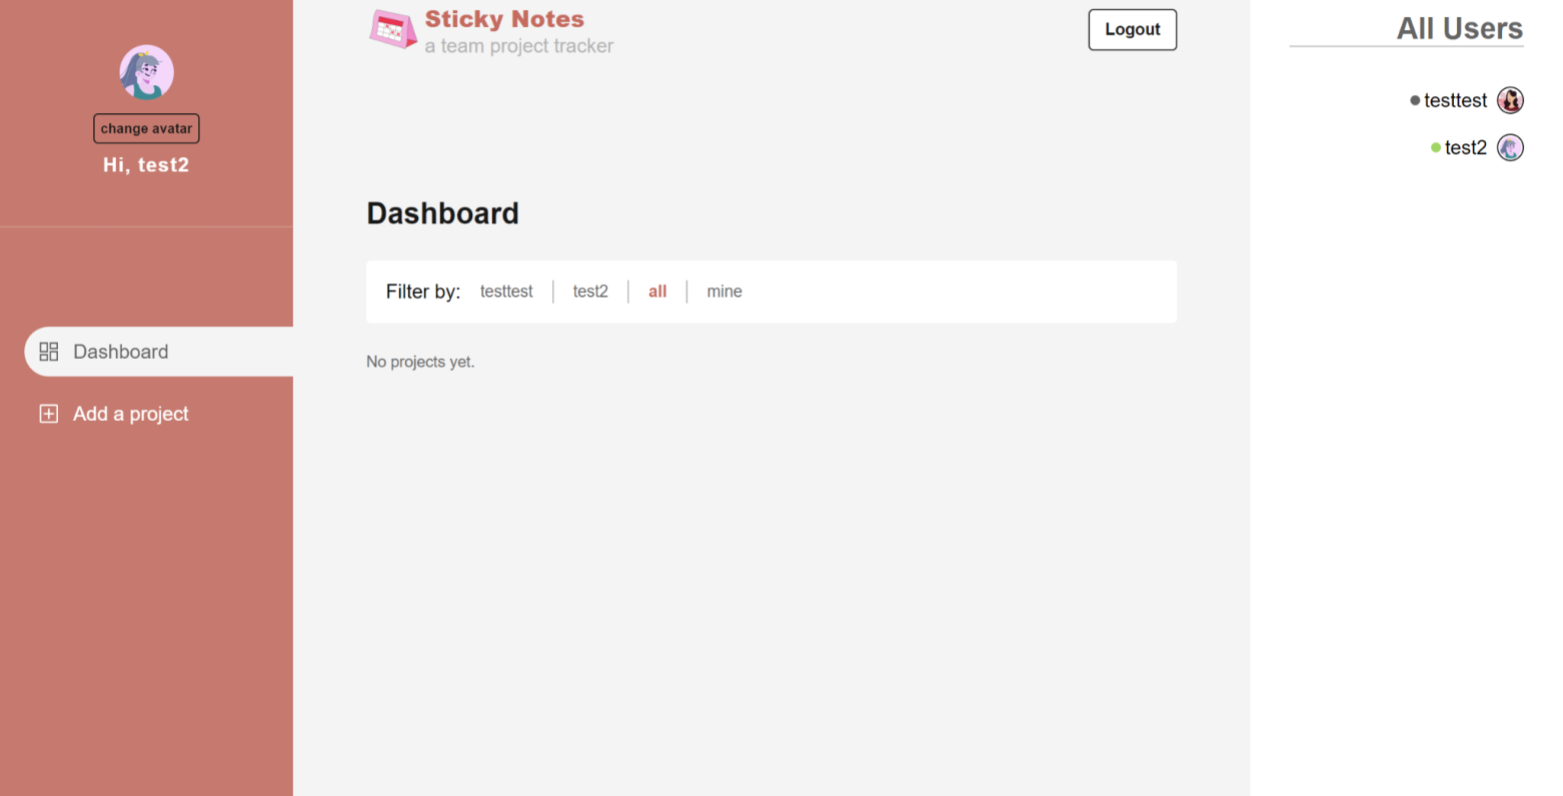 change avatar
Hi, test2
Dashboard
Add a project
Sticky Notes
a team project tracker
Logout
Dashboard
Filter by: testtest test2 all mine
No projects yet.
All Users
testtest
test2